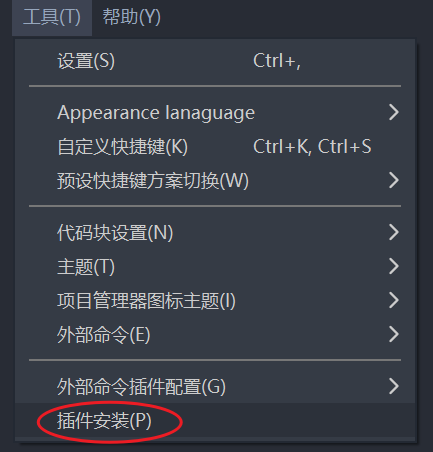 工具(T) 帮助(Y)
设置(S) Ctrl+,
Appearance lanaguage
自定义快捷键(K) Ctrl+K, Ctrl+S
预设快捷键方案切换(W)
代码块设置(N)
主题(T)
项目管理器图标主题(I)
外部命令(E)
外部命令插件配置(G)
插件安装(P)